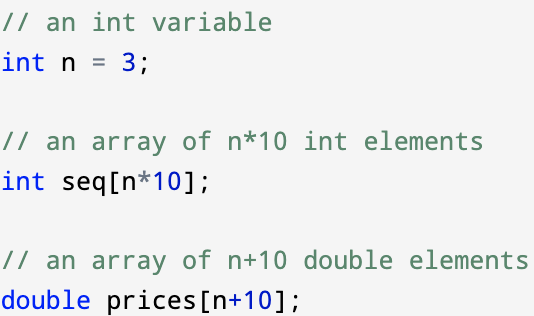 // an int variable
int n = 3;
// an array of n*10 int elements
int seq[n*10];
// an array of n+10 double elements
double prices[n+10];